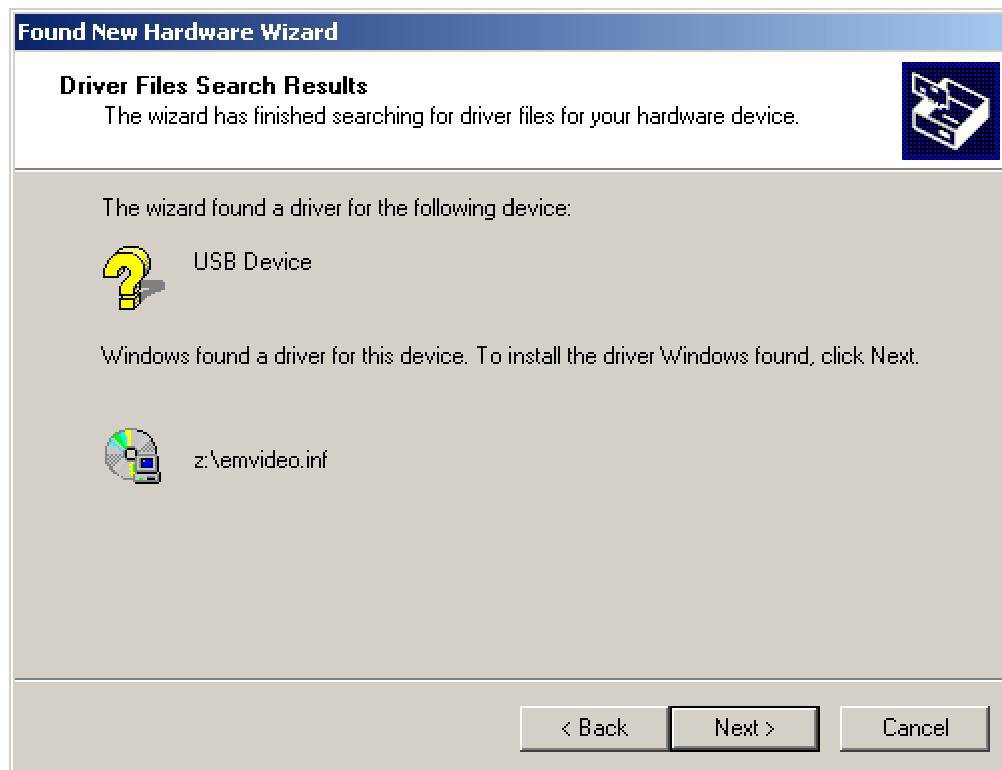 Found New Hardware Wizard
Driver Files Search Results
The wizard has finished searching for driver files for your hardware device.
The wizard found a driver for the following device:
USB Device
Windows found a driver for this device. To install the driver Windows found, click Next.
z:\emvideo.inf
< Back Next > Cancel